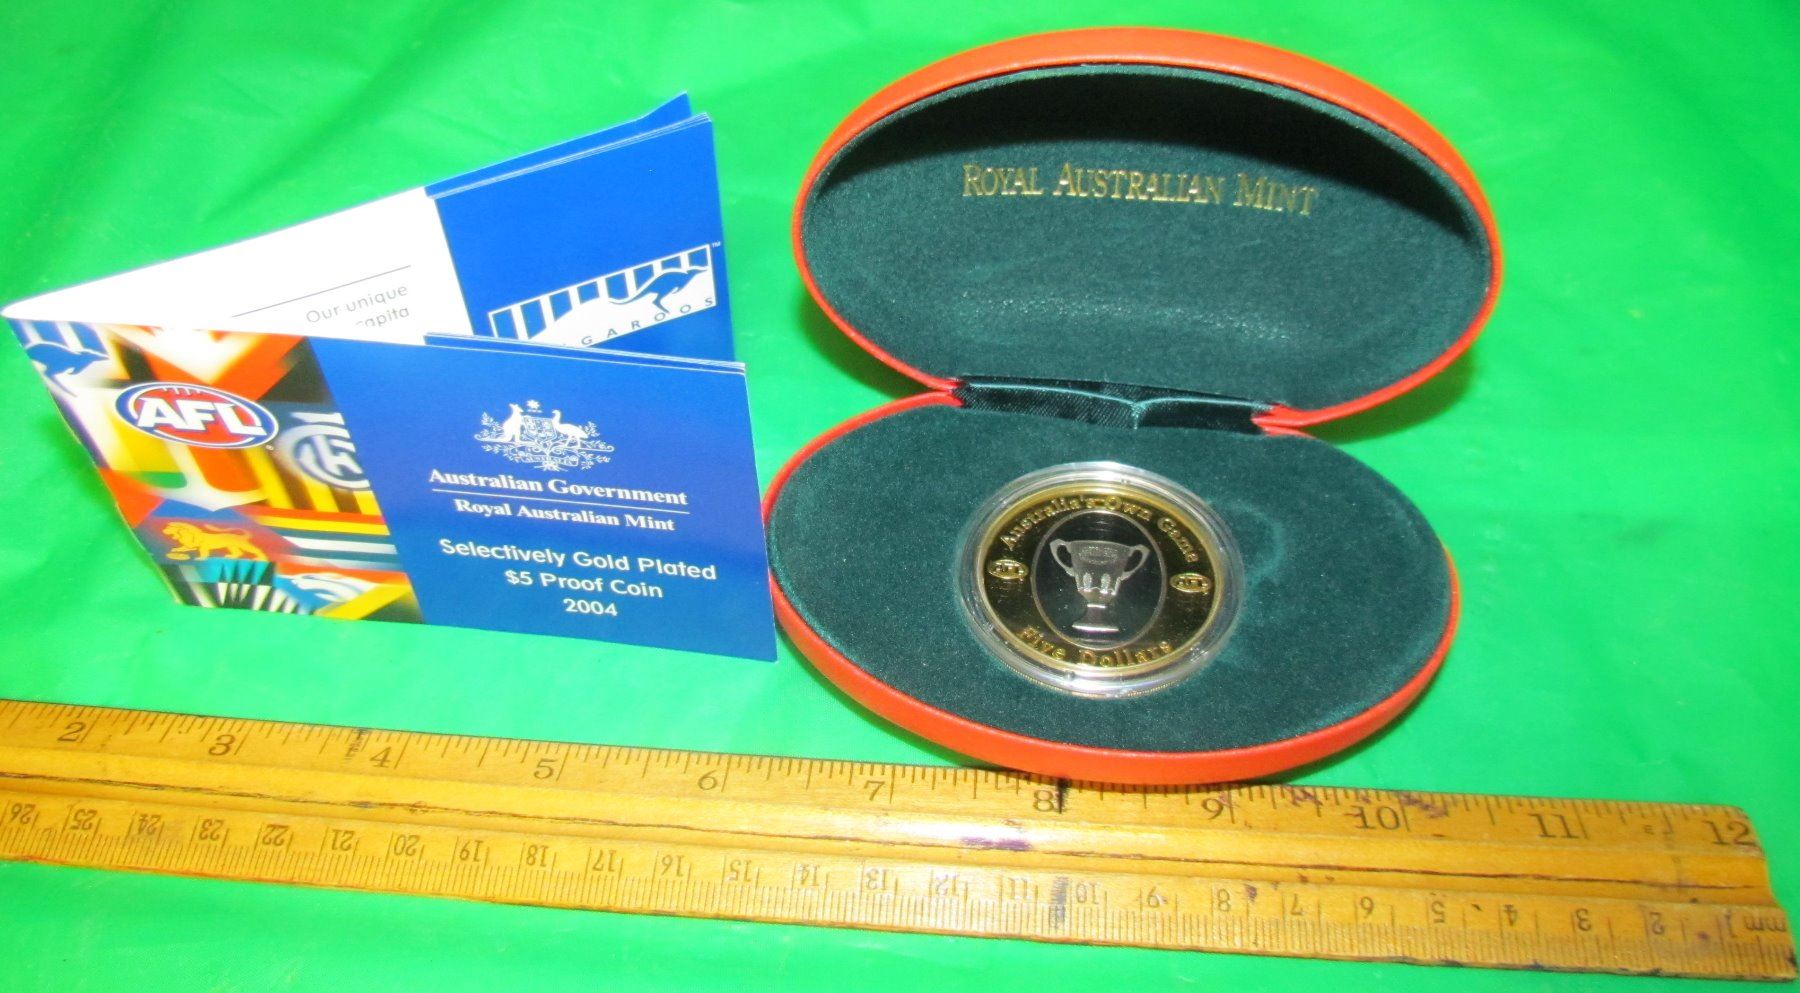 ROYAL AUSTRALIAN MINT
Our unique
capita
GAROOS
TM
AFL
Australian Government
Royal Australian Mint
Selectively Gold Plated
$5 Proof Coin
2004
Australia's Own Game
Five Dollars
2 3 4 5 6 7 8 9 10 11 12
26 25 24 23 22 21 20 19 18 17 16 15 14 13 12 11 10 9 8 7 6 5 4 3 2 1 mm